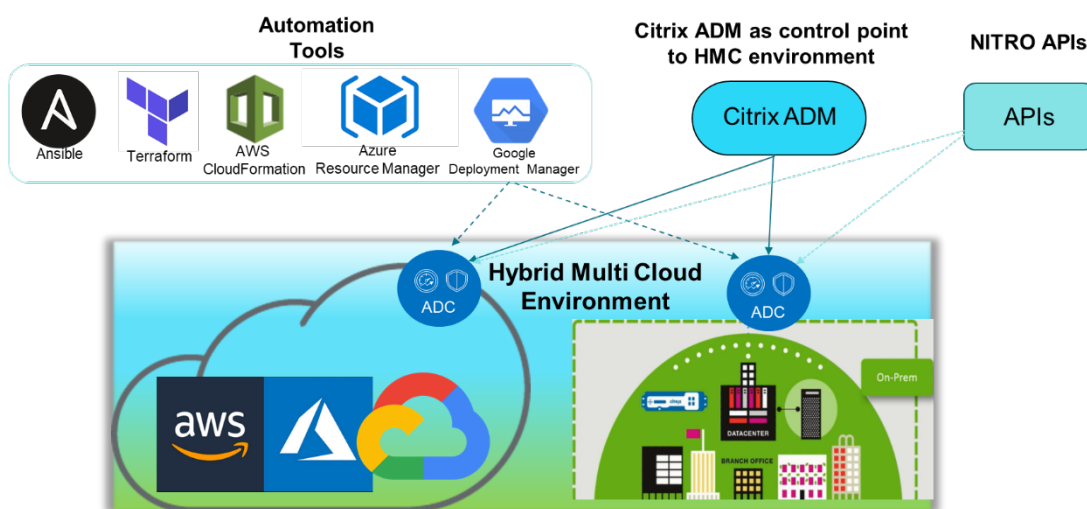 Automation
Tools
Citrix ADM as control point
to HMC environment
NITRO APIs
Ansible
Terraform
AWS
CloudFormation
Azure
Resource Manager
Google
Deployment Manager
Citrix ADM
APIs
ADC
Hybrid Multi Cloud
Environment
ADC
aws
On-Prem
DATACENTER
BRANCH OFFICE